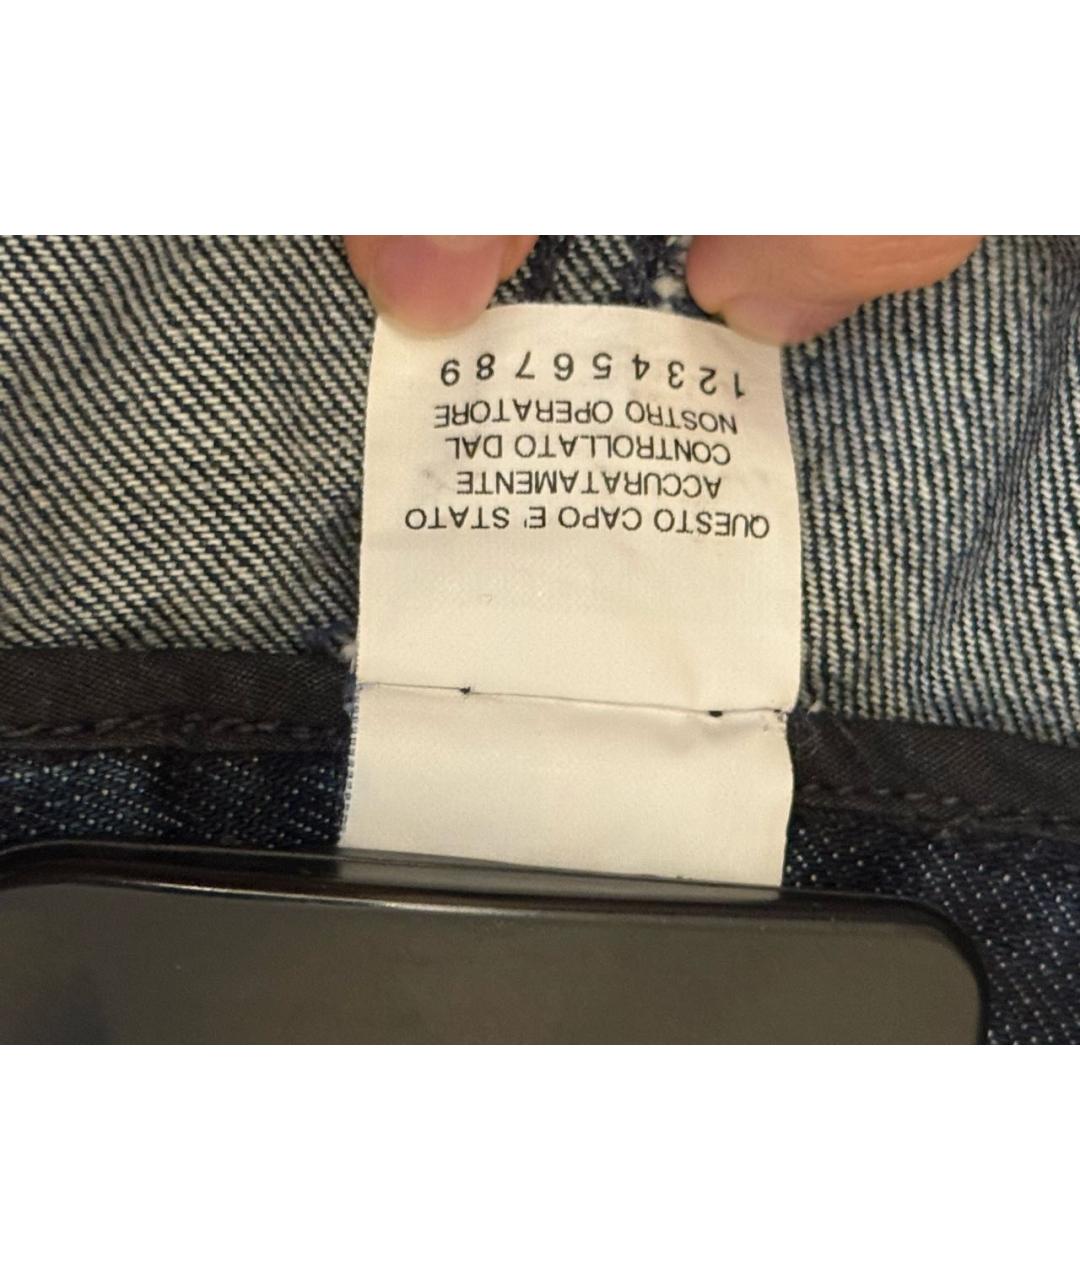 QUESTO CAPO E' STATO
ACCURATAMENTE
CONTROLLATO DAL
NOSTRO OPERATORE
1 2 3 4 5 6 7 8 9